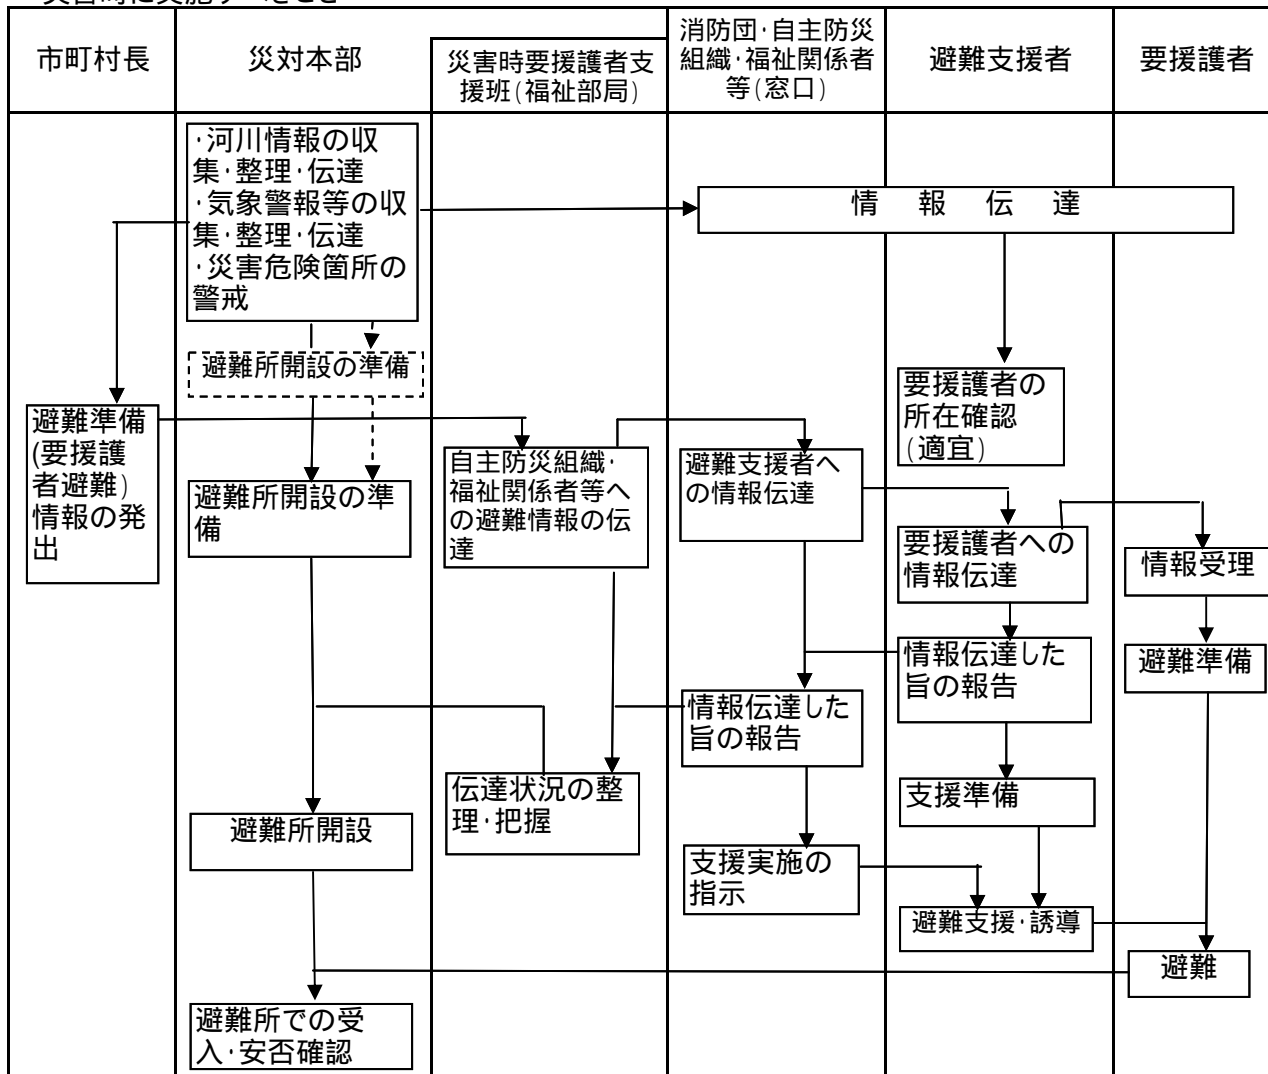 市町村長
災対本部
災害時要援護者支
援班(福祉部局)
消防団・自主防災
組織・福祉関係者
等(窓口)
避難支援者
要援護者
・河川情報の収
集・整理・伝達
・気象警報等の収
集・整理・伝達
・災害危険箇所の
警戒
情 報 伝 達
避難所開設の準備
要援護者の
所在確認
(適宜)
避難準備
(要援護
者避難)
情報の発
出
自主防災組織・
福祉関係者等へ
の避難情報の伝
達
避難支援者へ
の情報伝達
避難所開設の準
備
要援護者への
情報伝達
情報受理
情報伝達した
旨の報告
避難準備
情報伝達した
旨の報告
伝達状況の整
理・把握
支援準備
避難所開設
支援実施の
指示
避難支援・誘導
避難
避難所での受
入・安否確認